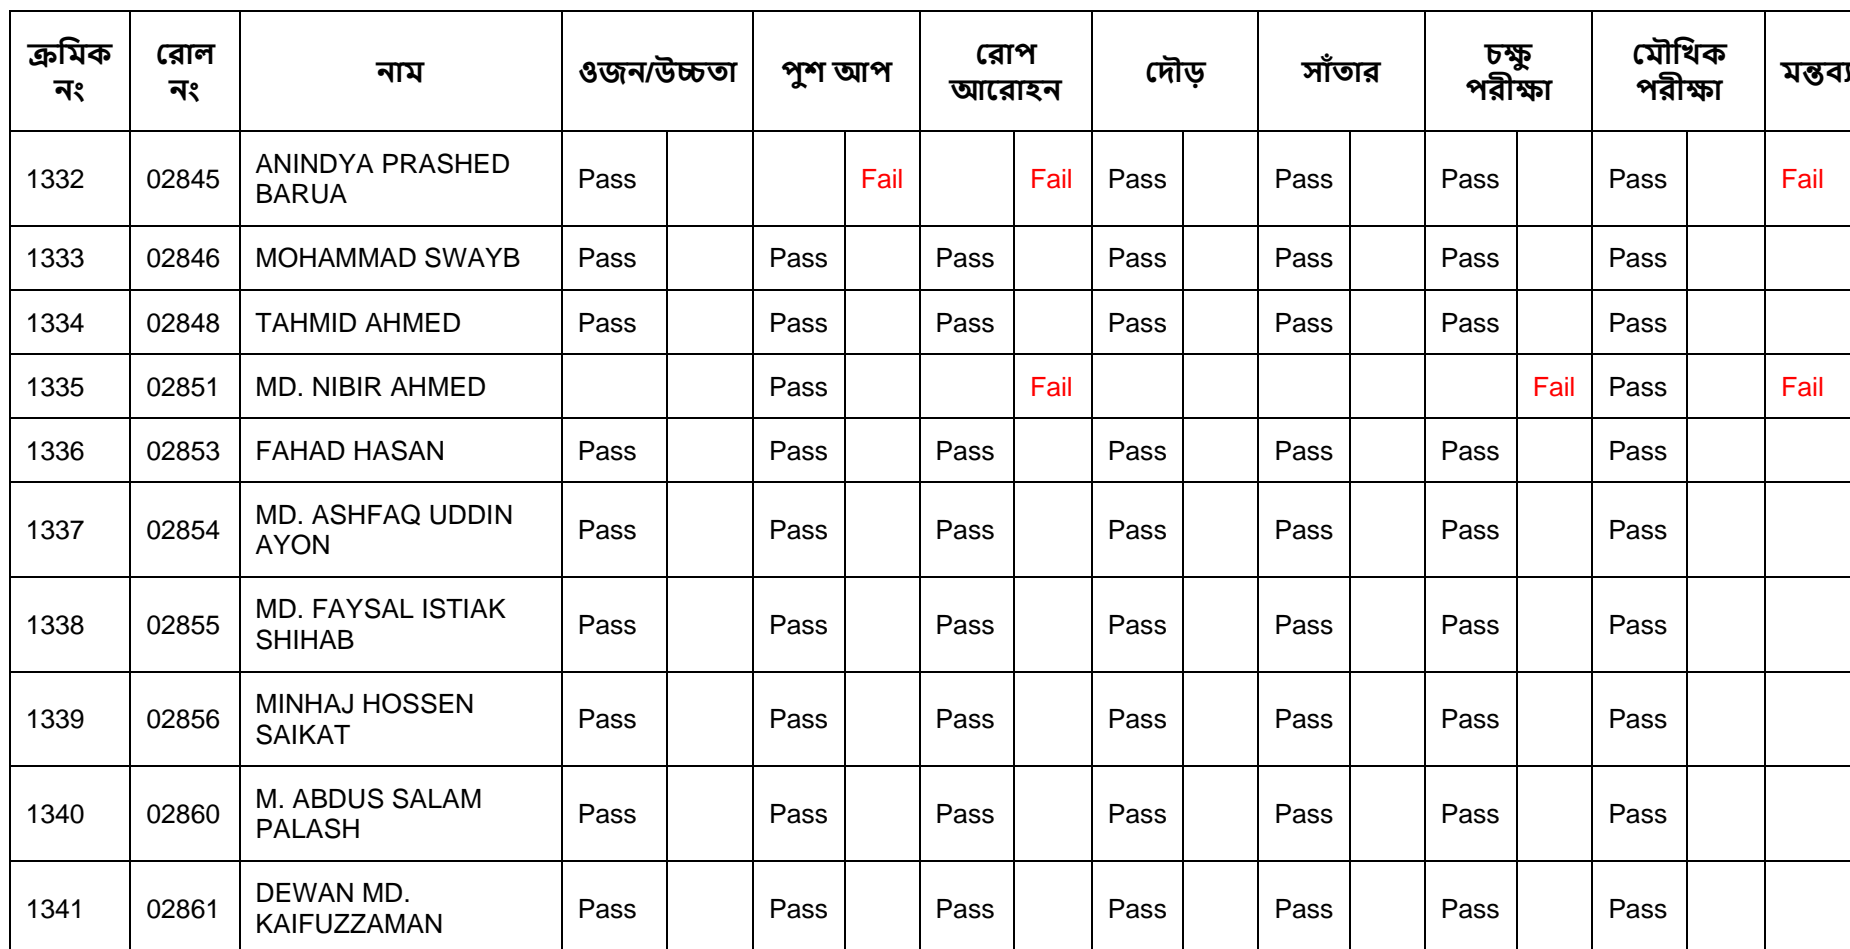 ক্রমিক নং রোল নং নাম ওজন/উচ্চতা পুশ আপ রোপ আরোহন দৌড় সাঁতার চক্ষু পরীক্ষা মৌখিক পরীক্ষা মন্তব্য
1332 02845 ANINDYA PRASHED BARUA Pass Fail Fail Pass Pass Pass Pass Fail
1333 02846 MOHAMMAD SWAYB Pass Pass Pass Pass Pass Pass Pass
1334 02848 TAHMID AHMED Pass Pass Pass Pass Pass Pass Pass
1335 02851 MD. NIBIR AHMED Pass Fail Fail Pass Fail
1336 02853 FAHAD HASAN Pass Pass Pass Pass Pass Pass Pass
1337 02854 MD. ASHFAQ UDDIN AYON Pass Pass Pass Pass Pass Pass Pass
1338 02855 MD. FAYSAL ISTIAK SHIHAB Pass Pass Pass Pass Pass Pass Pass
1339 02856 MINHAJ HOSSEN SAIKAT Pass Pass Pass Pass Pass Pass Pass
1340 02860 M. ABDUS SALAM PALASH Pass Pass Pass Pass Pass Pass Pass
1341 02861 DEWAN MD. KAIFUZZAMAN Pass Pass Pass Pass Pass Pass Pass